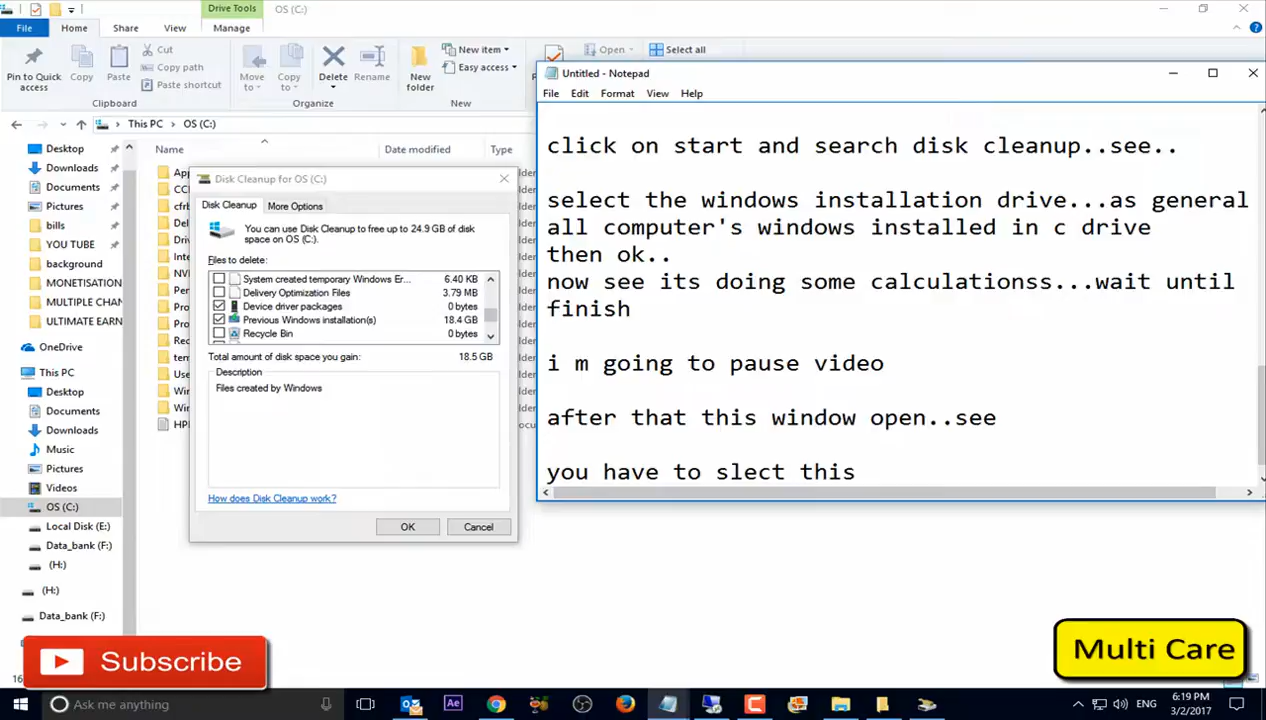 Drive Tools
OS (C:)
File
Home
Share
View
Manage
Pin to Quick access
Copy
Paste
Cut
Copy path
Paste shortcut
Clipboard
Move to
Copy to
Delete
Rename
Organize
New folder
New item
Easy access
New
Open
Select all
This PC > OS (C:)
Name
Date modified
Type
Desktop
Downloads
Documents
Pictures
bills
YOU TUBE
background
MONETISATION
MULTIPLE CHAN
ULTIMATE EARN
OneDrive
This PC
Desktop
Documents
Downloads
Music
Pictures
Videos
OS (C:)
Local Disk (E:)
Data_bank (F:)
(H:)
(H:)
Data_bank (F:)
Disk Cleanup for OS (C:)
Disk Cleanup
More Options
You can use Disk Cleanup to free up to 24.9 GB of disk
space on OS (C:).
Files to delete:
System created temporary Windows Er... 6.40 KB
Delivery Optimization Files 3.79 MB
Device driver packages 0 bytes
Previous Windows installation(s) 18.4 GB
Recycle Bin 0 bytes
Total amount of disk space you gain: 18.5 GB
Description
Files created by Windows
How does Disk Cleanup work?
OK
Cancel
Untitled - Notepad
File Edit Format View Help
click on start and search disk cleanup..see..
select the windows installation drive...as general
all computer's windows installed in c drive
then ok..
now see its doing some calculationss...wait until
finish
i m going to pause video
after that this window open..see
you have to slect this
Subscribe
Multi Care
Ask me anything
ENG
6:19 PM
3/2/2017